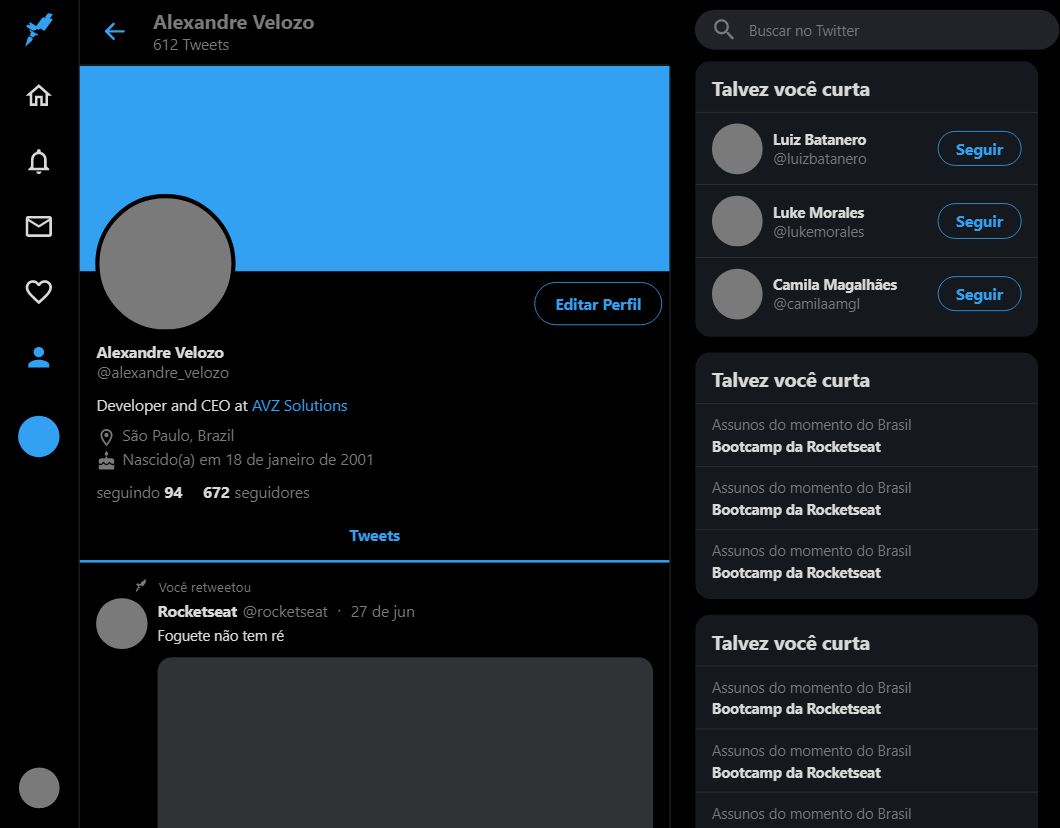 Alexandre Velozo
612 Tweets
Editar Perfil
Alexandre Velozo
@alexandre_velozo
Developer and CEO at AVZ Solutions
São Paulo, Brazil
Nascido(a) em 18 de janeiro de 2001
seguindo 94 672 seguidores
Tweets
Você retweetou
Rocketseat @rocketseat · 27 de jun
Foguete não tem ré
Buscar no Twitter
Talvez você curta
Luiz Batanero
@luizbatanero
Seguir
Luke Morales
@lukemorales
Seguir
Camila Magalhães
@camilaamgl
Seguir
Talvez você curta
Assunos do momento do Brasil
Bootcamp da Rocketseat
Assunos do momento do Brasil
Bootcamp da Rocketseat
Assunos do momento do Brasil
Bootcamp da Rocketseat
Talvez você curta
Assunos do momento do Brasil
Bootcamp da Rocketseat
Assunos do momento do Brasil
Bootcamp da Rocketseat
Assunos do momento do Brasil